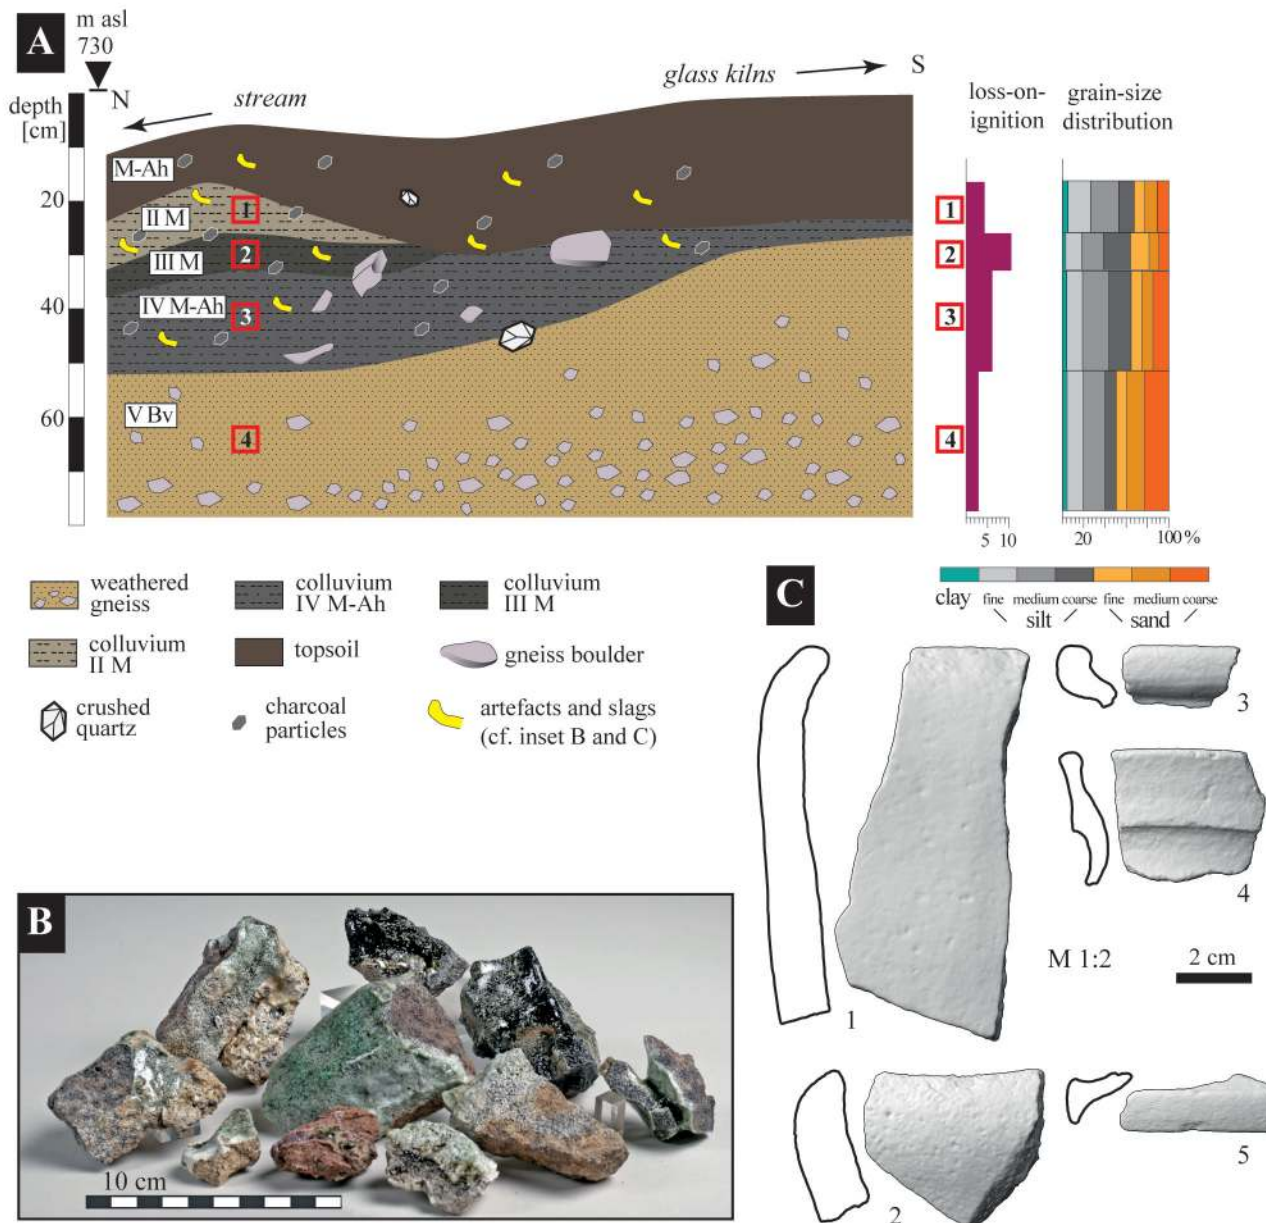 A
m asl
730
N
S
depth
[cm]
stream
glass kilns
loss-on-
ignition
grain-size
distribution
M-Ah
20
II M
1
1
III M
2
2
IV M-Ah
40
3
3
60
V Bv
4
4
5 10
20 100%
weathered
gneiss
colluvium
IV M-Ah
colluvium
III M
colluvium
II M
topsoil
gneiss boulder
crushed
quartz
charcoal
particles
artefacts and slags
(cf. inset B and C)
clay fine medium coarse fine medium coarse
silt sand
C
3
4
M 1:2
2 cm
1
5
2
B
10 cm